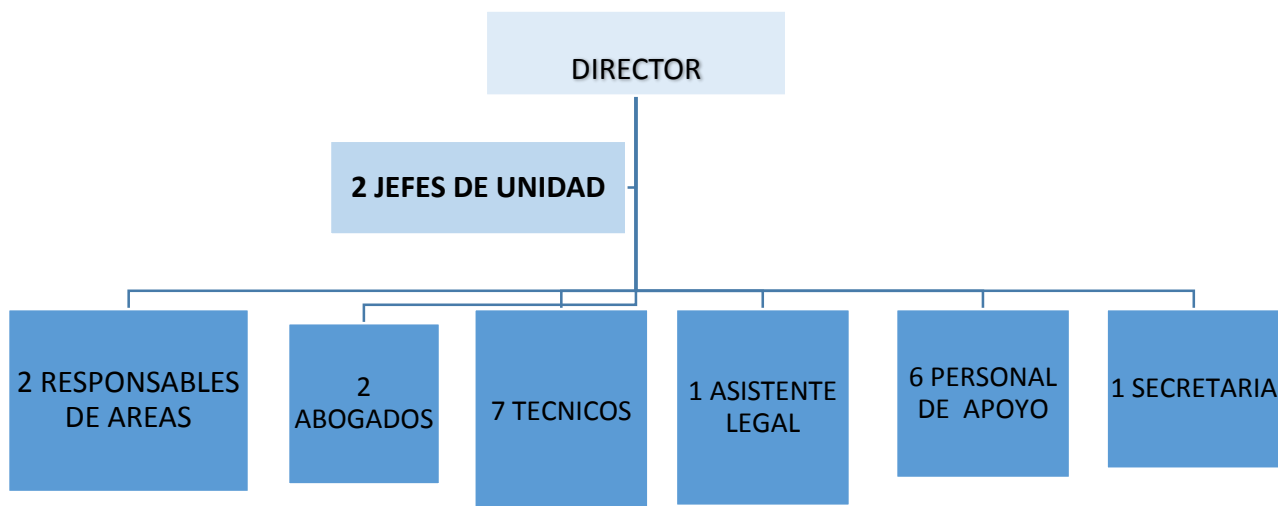 DIRECTOR
2 JEFES DE UNIDAD
2 RESPONSABLES
DE AREAS
2
ABOGADOS
7 TECNICOS
1 ASISTENTE
LEGAL
6 PERSONAL
DE  APOYO
1 SECRETARIA